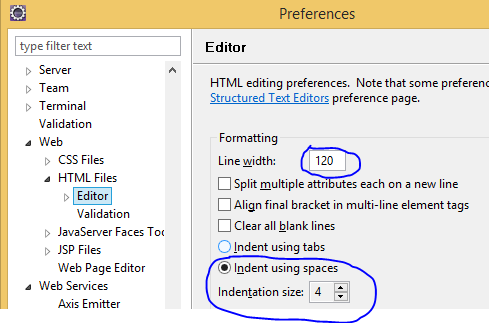 Preferences
type filter text
Server
Team
Terminal
Validation
Web
CSS Files
HTML Files
Editor
Validation
JavaServer Faces Too
JSP Files
Web Page Editor
Web Services
Axis Emitter
Editor
HTML editing preferences.  Note that some preferenc
Structured Text Editors preference page.
Formatting
Line width: 120
Split multiple attributes each on a new line
Align final bracket in multi-line element tags
Clear all blank lines
Indent using tabs
Indent using spaces
Indentation size: 4